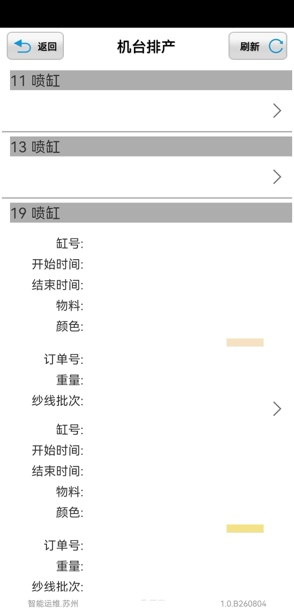 返回
机台排产
刷新
11 喷缸
13 喷缸
19 喷缸
缸号:
开始时间:
结束时间:
物料:
颜色:
订单号:
重量:
纱线批次:
缸号:
开始时间:
结束时间:
物料:
颜色:
订单号:
重量:
纱线批次:
智能运维.苏州
1.0.B260804